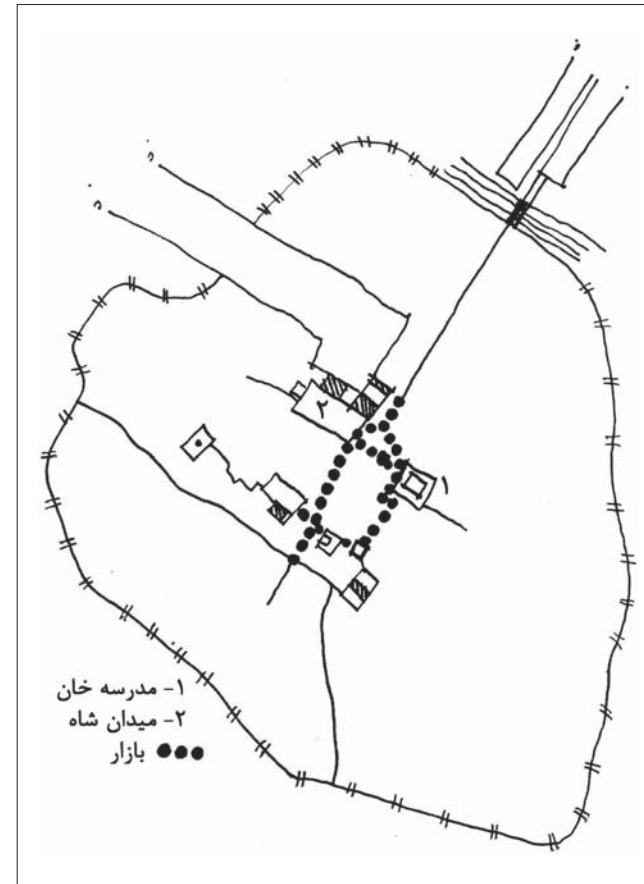 ۲
۱
۱- مدرسه خان
۲- میدان شاه
●●● بازار